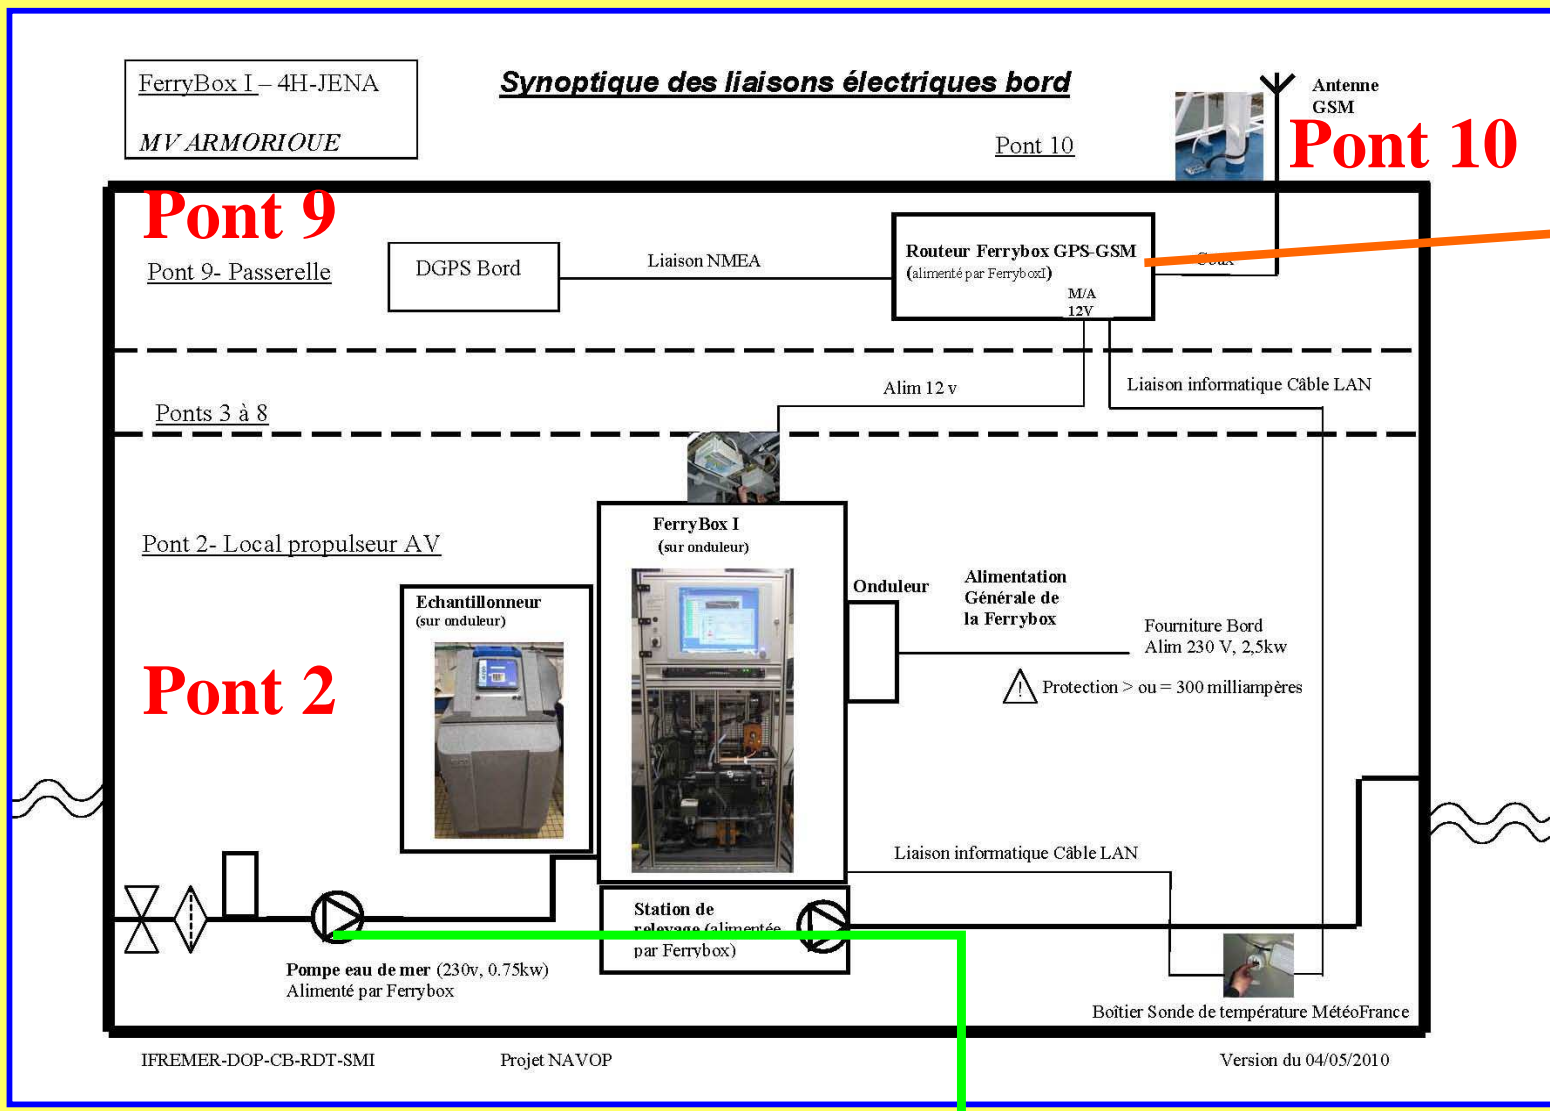 FerryBox I – 4H-JENA
MV ARMORIQUE
Synoptique des liaisons électriques bord
Antenne
GSM
Pont 10
Pont 10
Pont 9
Pont 9- Passerelle
DGPS Bord
Liaison NMEA
Routeur Ferrybox GPS-GSM
(alimenté par FerryboxI)
M/A
12V
Coax
Alim 12 v
Liaison informatique Câble LAN
Ponts 3 à 8
Pont 2- Local propulseur AV
FerryBox I
(sur onduleur)
Echantillonneur
(sur onduleur)
Onduleur
Alimentation
Générale de
la Ferrybox
Fourniture Bord
Alim 230 V, 2,5kw
Protection > ou = 300 milliampères
Pont 2
Liaison informatique Câble LAN
Station de
relevage (alimentée
par Ferrybox)
Pompe eau de mer (230v, 0.75kw)
Alimenté par Ferrybox
Boîtier Sonde de température MétéoFrance
IFREMER-DOP-CB-RDT-SMI
Projet NAVOP
Version du 04/05/2010